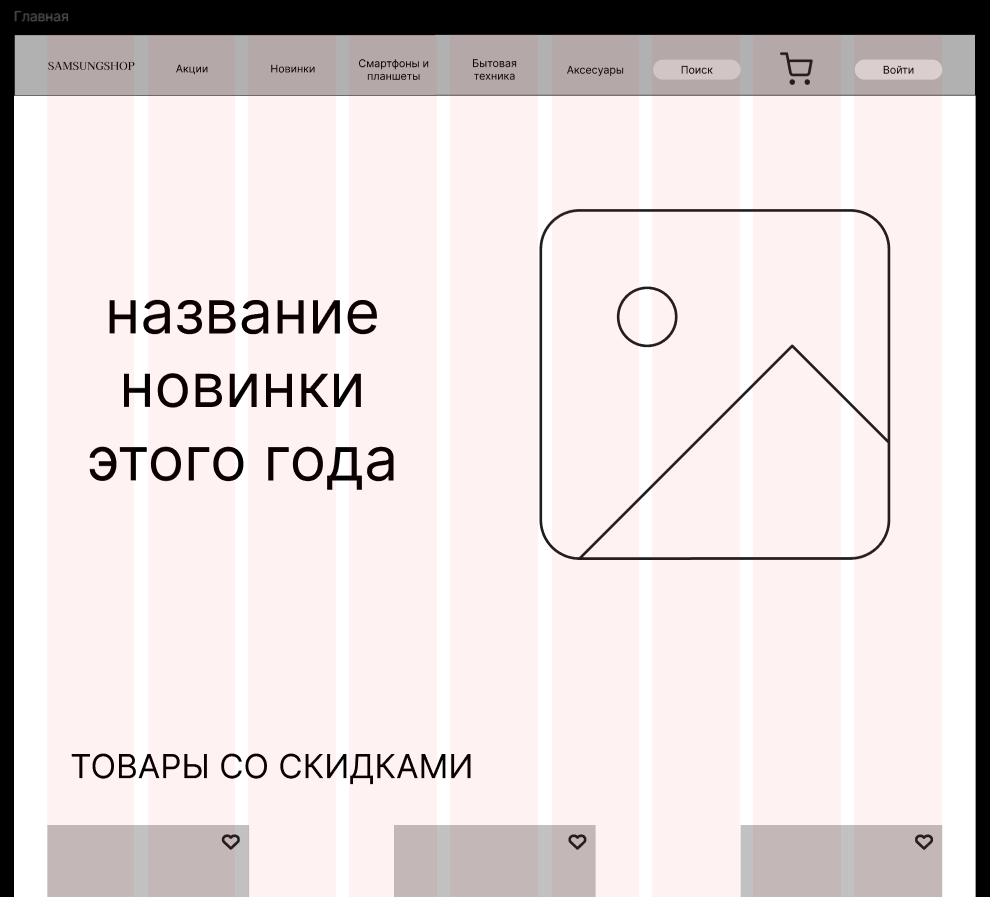 Главная
SAMSUNGSHOP
Акции
Новинки
Смартфоны и
планшеты
Бытовая
техника
Аксесуары
Поиск
Войти
название
новинки
этого года
ТОВАРЫ СО СКИДКАМИ